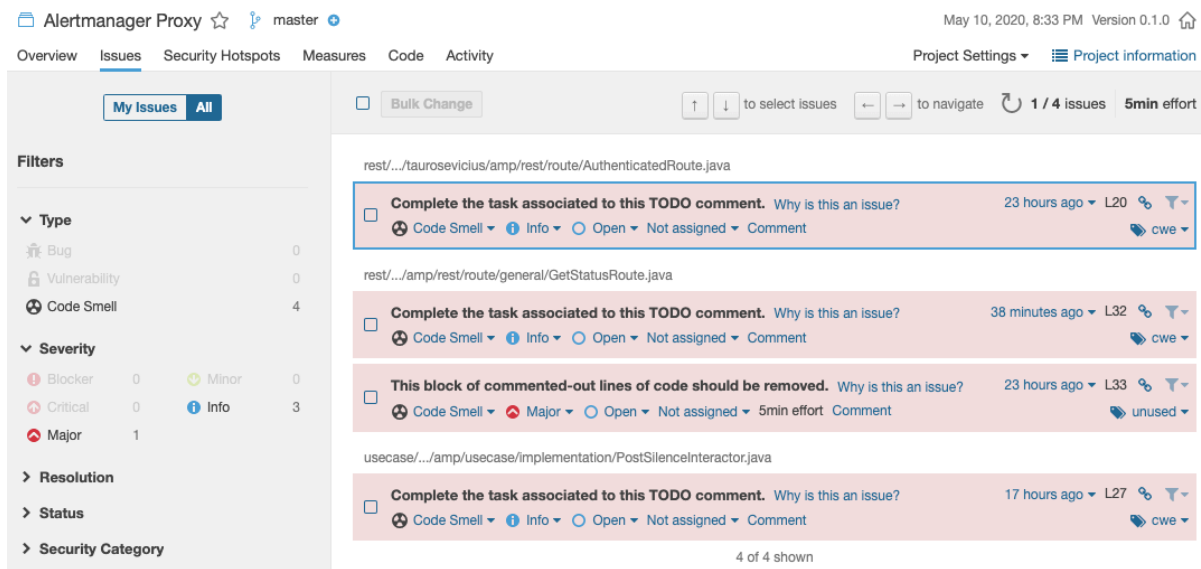 Alertmanager Proxy master May 10, 2020, 8:33 PM Version 0.1.0
Overview Issues Security Hotspots Measures Code Activity Project Settings Project information
My Issues All
Bulk Change ↑ ↓ to select issues ← → to navigate 1 / 4 issues 5min effort
Filters
Type
Bug 0
Vulnerability 0
Code Smell 4
Severity
Blocker 0 Minor 0
Critical 0 Info 3
Major 1
Resolution
Status
Security Category
rest/.../taurosevicius/amp/rest/route/AuthenticatedRoute.java
Complete the task associated to this TODO comment. Why is this an issue? 23 hours ago L20
Code Smell Info Open Not assigned Comment cwe
rest/.../amp/rest/route/general/GetStatusRoute.java
Complete the task associated to this TODO comment. Why is this an issue? 38 minutes ago L32
Code Smell Info Open Not assigned Comment cwe
This block of commented-out lines of code should be removed. Why is this an issue? 23 hours ago L33
Code Smell Major Open Not assigned 5min effort Comment unused
usecase/.../amp/usecase/implementation/PostSilenceInteractor.java
Complete the task associated to this TODO comment. Why is this an issue? 17 hours ago L27
Code Smell Info Open Not assigned Comment cwe
4 of 4 shown